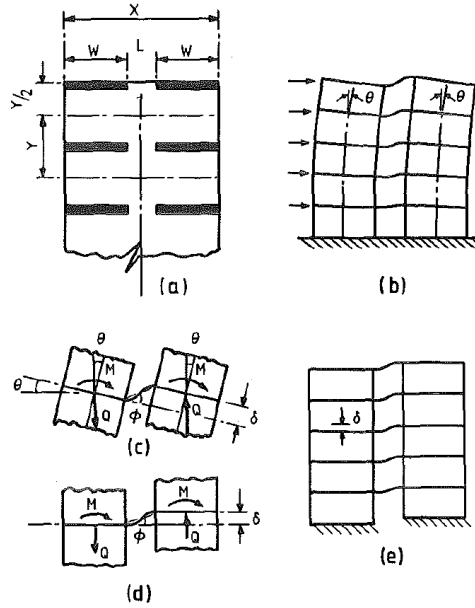 X
W L W
Y/2
Y
(a)
θ θ
(b)
θ θ
θ M M
Q ϕ Q δ
(c)
M M
Q ϕ Q δ
(d)
δ
(e)